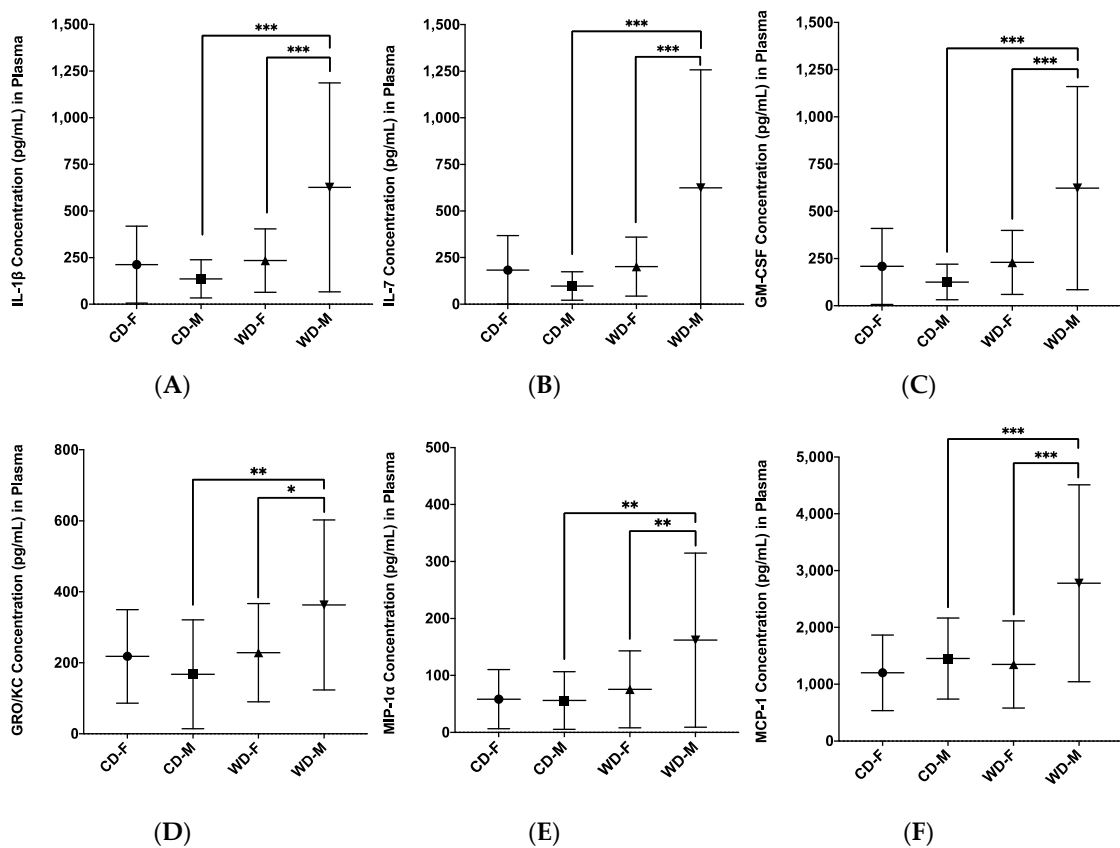 IL-1β Concentration (pg/mL) in Plasma
1,500
1,250
1,000
750
500
250
0
***
***
CD-F
CD-M
WD-F
WD-M
(A)
IL-7 Concentration (pg/mL) in Plasma
1,500
1,250
1,000
750
500
250
0
***
***
CD-F
CD-M
WD-F
WD-M
(B)
GM-CSF Concentration (pg/mL) in Plasma
1,500
1,250
1,000
750
500
250
0
***
***
CD-F
CD-M
WD-F
WD-M
(C)
GRO/KC Concentration (pg/mL) in Plasma
800
600
400
200
0
**
*
CD-F
CD-M
WD-F
WD-M
(D)
MIP-1α Concentration (pg/mL) in Plasma
500
400
300
200
100
0
**
**
CD-F
CD-M
WD-F
WD-M
(E)
MCP-1 Concentration (pg/mL) in Plasma
5,000
4,000
3,000
2,000
1,000
0
***
***
CD-F
CD-M
WD-F
WD-M
(F)